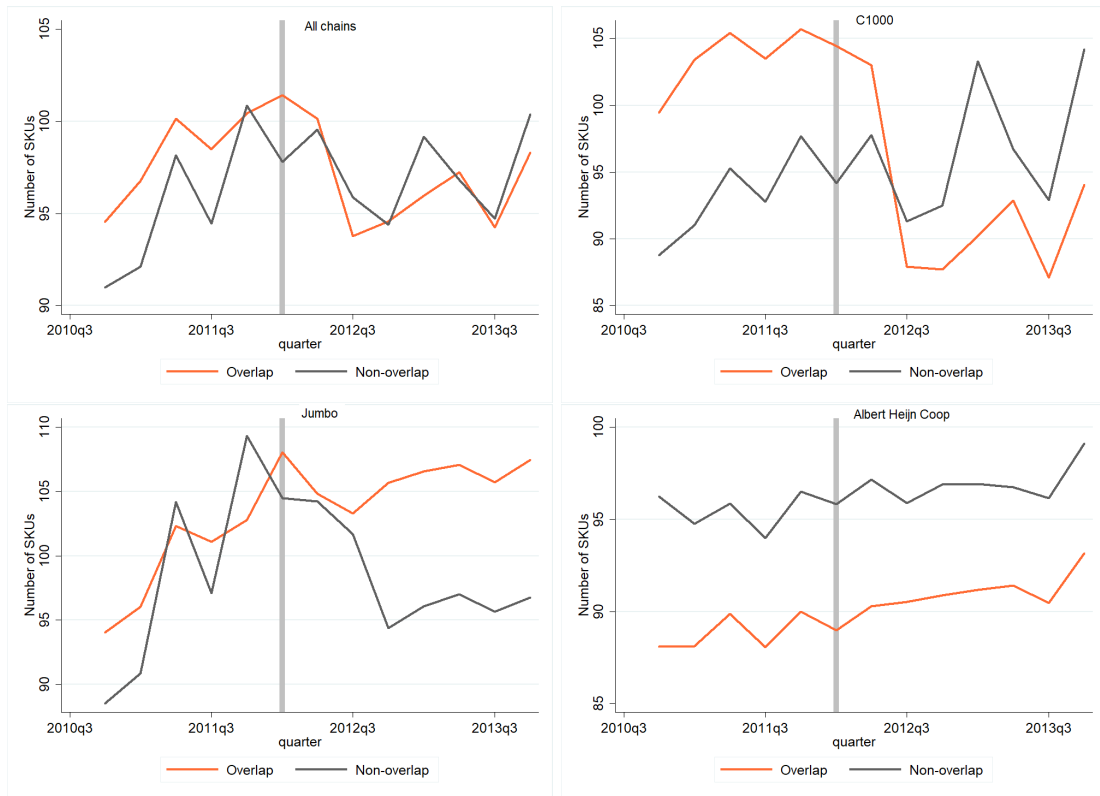 All chains
Number of SKUs
105
100
95
90
2010q3 2011q3 2012q3 2013q3
quarter
Overlap Non-overlap
C1000
Number of SKUs
105
100
95
90
85
2010q3 2011q3 2012q3 2013q3
quarter
Overlap Non-overlap
Jumbo
Number of SKUs
110
105
100
95
90
2010q3 2011q3 2012q3 2013q3
quarter
Overlap Non-overlap
Albert Heijn Coop
Number of SKUs
100
95
90
85
2010q3 2011q3 2012q3 2013q3
quarter
Overlap Non-overlap